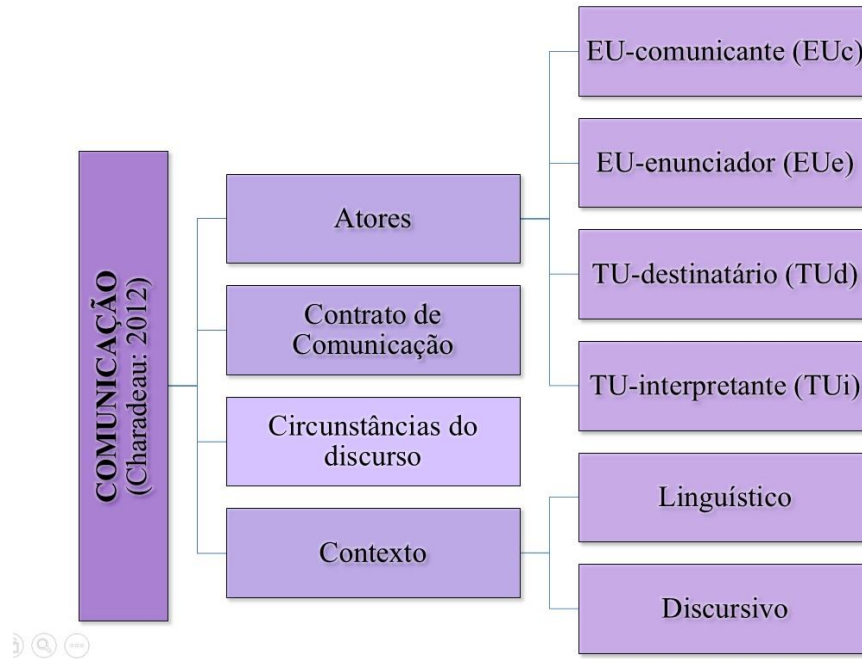 COMUNICAÇÃO
(Charadeau: 2012)
Atores
Contrato de
Comunicação
Circunstâncias do
discurso
Contexto
EU-comunicante (EUc)
EU-enunciador (EUe)
TU-destinatário (TUd)
TU-interpretante (TUi)
Linguístico
Discursivo